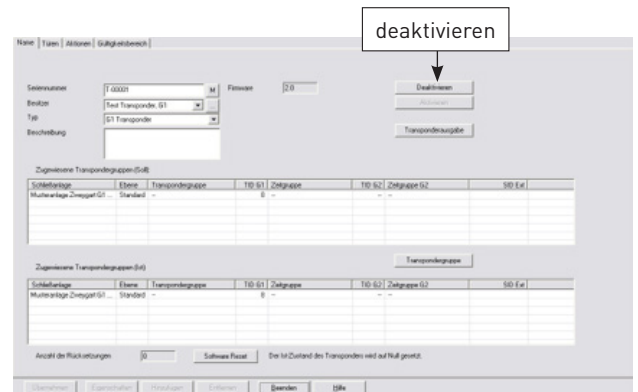 deaktivieren
Name Türen Aktionen Gültigkeitsbereich
Seriennummer T-00001 M Firmware 2.0 Deaktivieren
Besitzer Test Transponder, G1 ... Aktivieren
Typ G1 Transponder
Beschreibung Transponderausgabe
Zugewiesene Transpondergruppen (Soll)
Schließanlage Ebene Transpondergruppe TID G1 Zeitgruppe TID G2 Zeitgruppe G2 SID Ext
Musteranlage Zweygart G1 ... Standard -- 8 -- -- --
Transpondergruppe
Zugewiesene Transpondergruppen (Ist)
Schließanlage Ebene Transpondergruppe TID G1 Zeitgruppe TID G2 Zeitgruppe G2 SID Ext
Musteranlage Zweygart G1 ... Standard -- 8 -- -- --
Anzahl der Rücksetzungen 0 Software Reset Der Ist Zustand des Transponders wird auf Null gesetzt.
Übernehmen Eigenschaften Hinzufügen Entfernen Beenden Hilfe